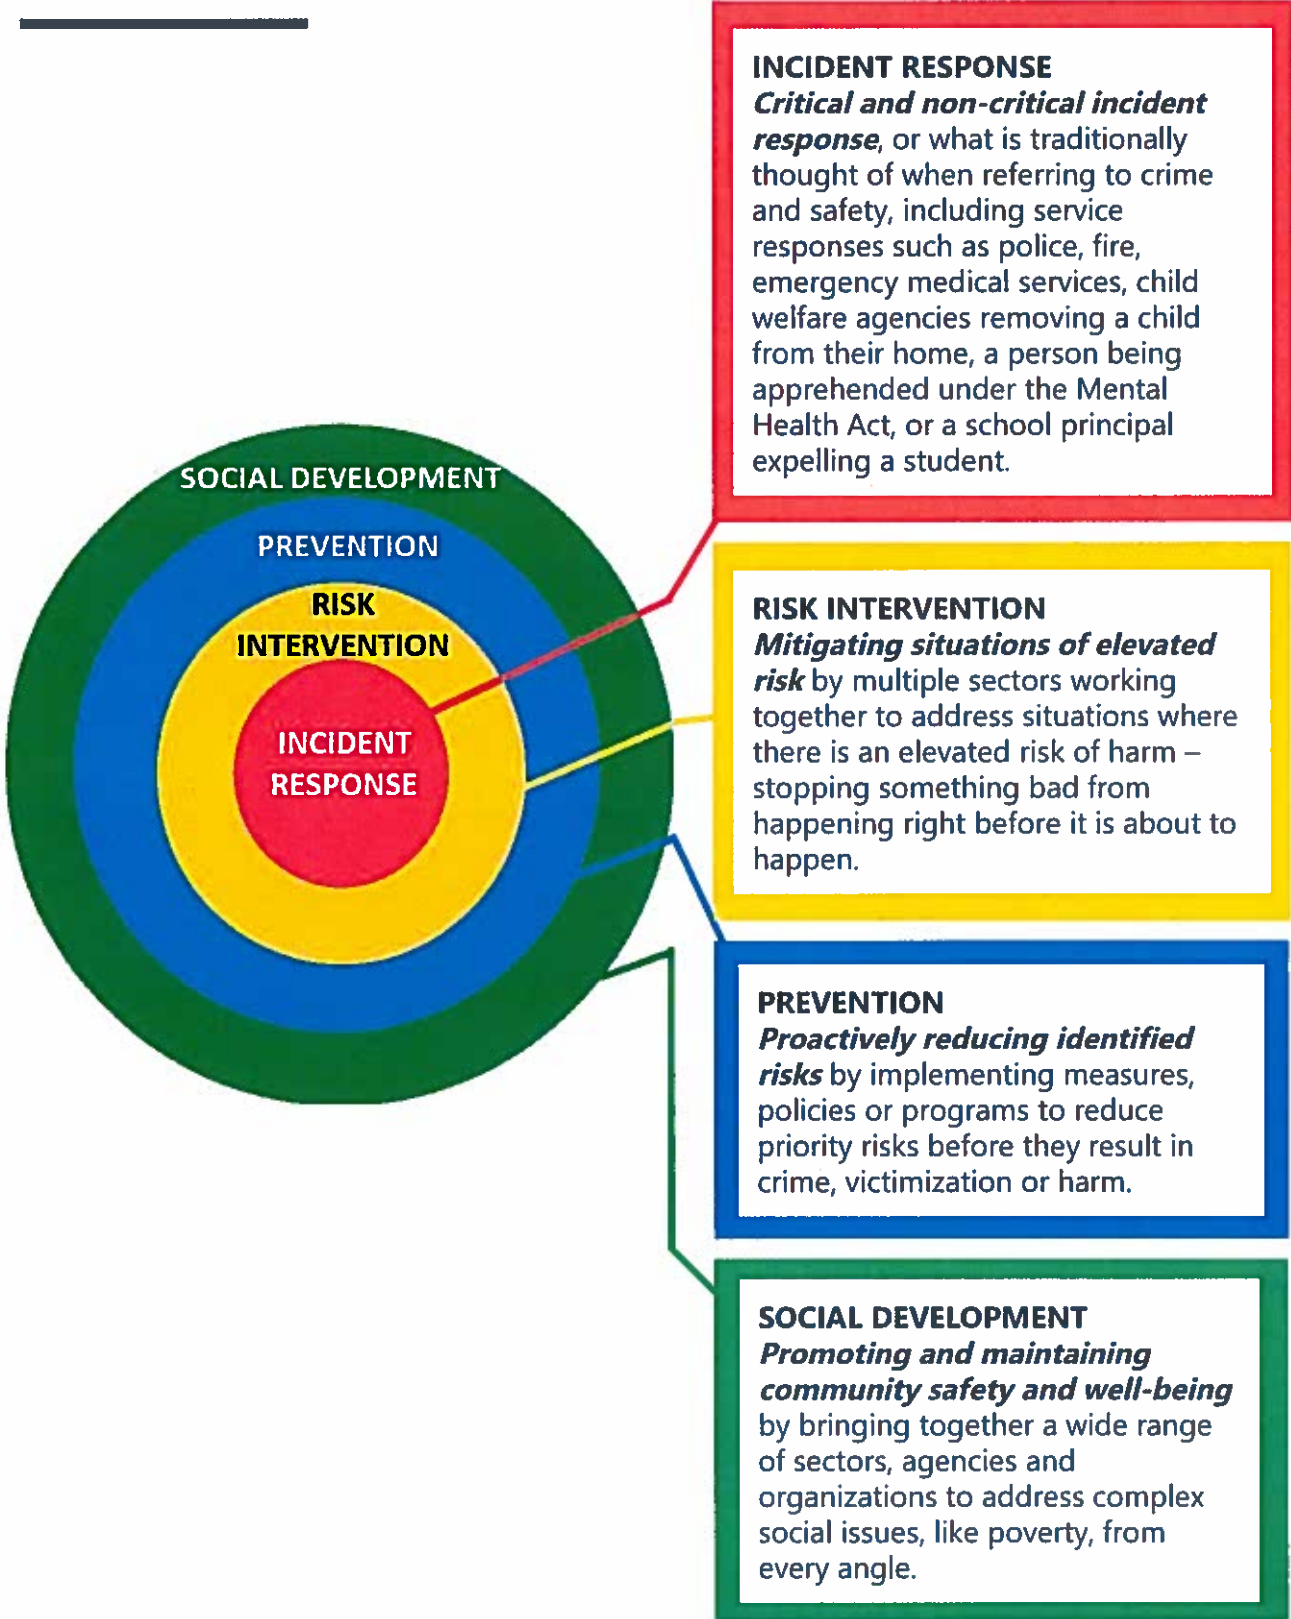 SOCIAL DEVELOPMENT
PREVENTION
RISK
INTERVENTION
INCIDENT
RESPONSE
INCIDENT RESPONSE
Critical and non-critical incident
response, or what is traditionally
thought of when referring to crime
and safety, including service
responses such as police, fire,
emergency medical services, child
welfare agencies removing a child
from their home, a person being
apprehended under the Mental
Health Act, or a school principal
expelling a student.
RISK INTERVENTION
Mitigating situations of elevated
risk by multiple sectors working
together to address situations where
there is an elevated risk of harm –
stopping something bad from
happening right before it is about to
happen.
PREVENTION
Proactively reducing identified
risks by implementing measures,
policies or programs to reduce
priority risks before they result in
crime, victimization or harm.
SOCIAL DEVELOPMENT
Promoting and maintaining
community safety and well-being
by bringing together a wide range
of sectors, agencies and
organizations to address complex
social issues, like poverty, from
every angle.